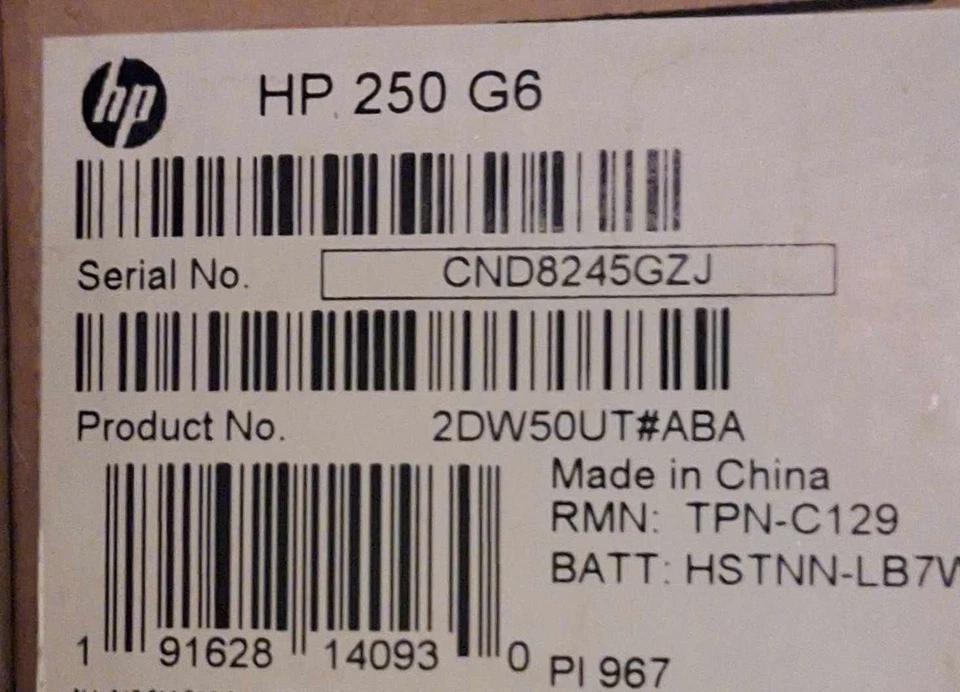 hp HP 250 G6
Serial No. CND8245GZJ
Product No. 2DW50UT#ABA
Made in China
RMN: TPN-C129
BATT: HSTNN-LB7V
1 91628 14093 0
PI 967